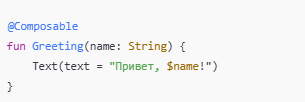 @Composable
fun Greeting(name: String) {
    Text(text = "Привет, $name!")
}